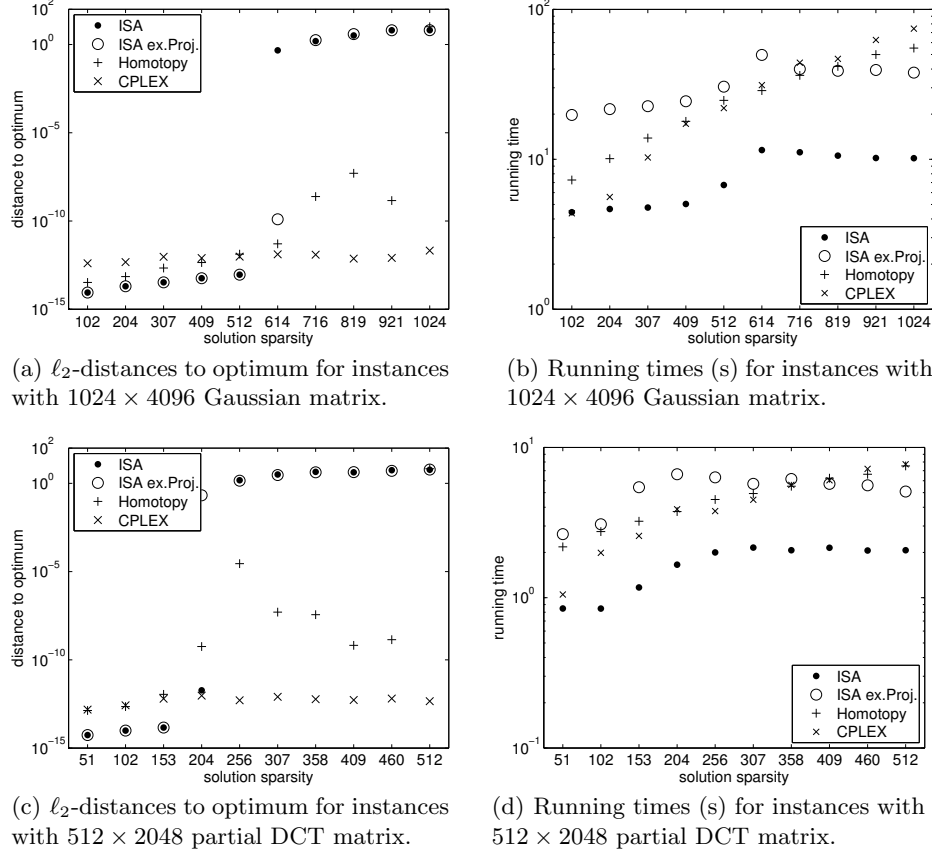 10^2
10^0
10^-5
10^-10
10^-15
distance to optimum
ISA
ISA ex.Proj.
Homotopy
CPLEX
102 204 307 409 512 614 716 819 921 1024
solution sparsity
(a) ℓ2-distances to optimum for instances
with 1024 × 4096 Gaussian matrix.
10^2
10^1
10^0
running time
ISA
ISA ex.Proj.
Homotopy
CPLEX
102 204 307 409 512 614 716 819 921 1024
solution sparsity
(b) Running times (s) for instances with
1024 × 4096 Gaussian matrix.
10^2
10^0
10^-5
10^-10
10^-15
distance to optimum
ISA
ISA ex.Proj.
Homotopy
CPLEX
51 102 153 204 256 307 358 409 460 512
solution sparsity
(c) ℓ2-distances to optimum for instances
with 512 × 2048 partial DCT matrix.
10^1
10^0
10^-1
running time
ISA
ISA ex.Proj.
Homotopy
CPLEX
51 102 153 204 256 307 358 409 460 512
solution sparsity
(d) Running times (s) for instances with
512 × 2048 partial DCT matrix.